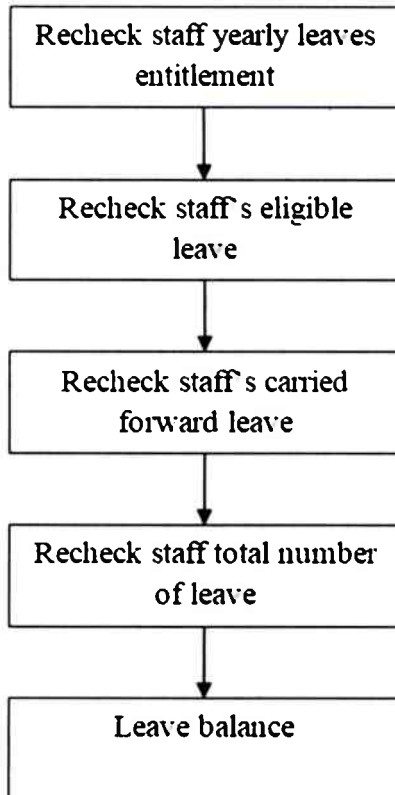 Recheck staff yearly leaves
entitlement
Recheck staff`s eligible
leave
Recheck staff`s carried
forward leave
Recheck staff total number
of leave
Leave balance